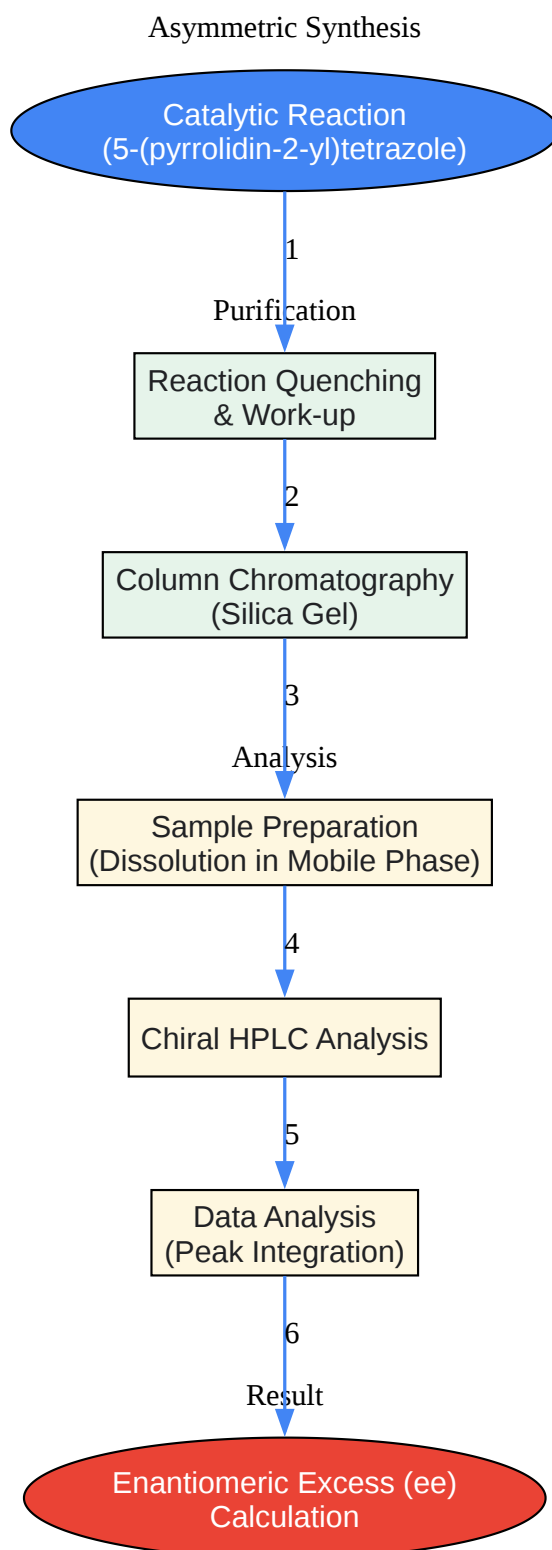 Asymmetric Synthesis
Catalytic Reaction
(5-(pyrrolidin-2-yl)tetrazole)
1
Purification
Reaction Quenching
& Work-up
2
Column Chromatography
(Silica Gel)
3
Analysis
Sample Preparation
(Dissolution in Mobile Phase)
4
Chiral HPLC Analysis
5
Data Analysis
(Peak Integration)
6
Result
Enantiomeric Excess (ee)
Calculation